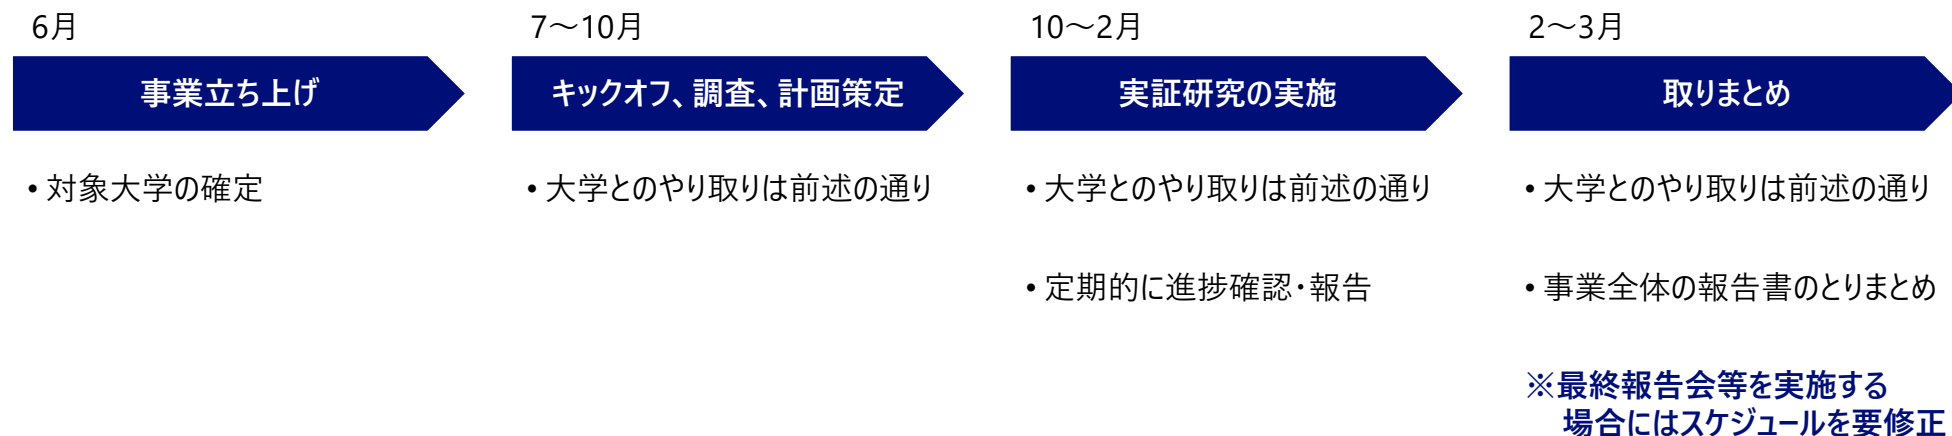 6月
事業立ち上げ
• 対象大学の確定
7～10月
キックオフ、調査、計画策定
• 大学とのやり取りは前述の通り
10～2月
実証研究の実施
• 大学とのやり取りは前述の通り
• 定期的に進捗確認・報告
2～3月
取りまとめ
• 大学とのやり取りは前述の通り
• 事業全体の報告書のとりまとめ
※最終報告会等を実施する
場合にはスケジュールを要修正